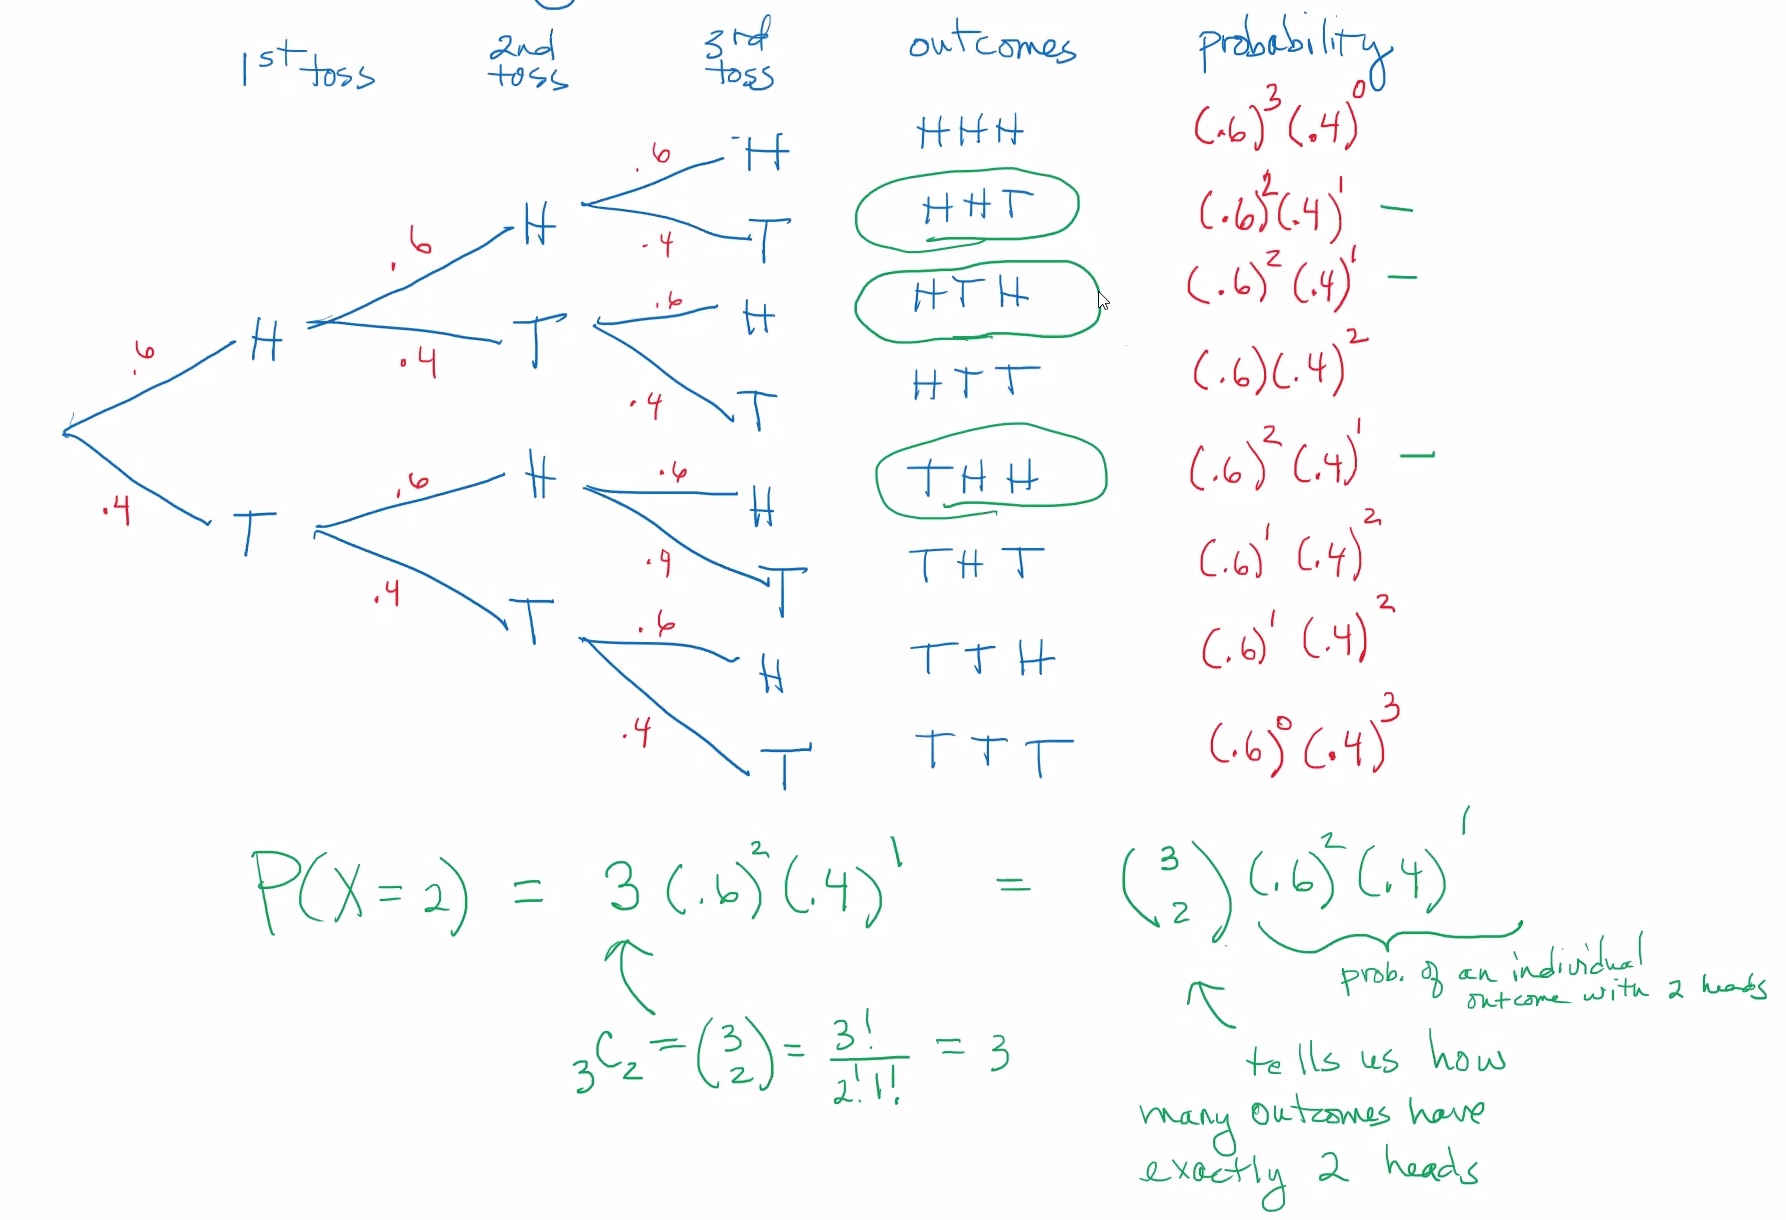 1st toss
2nd toss
3rd toss
outcomes
probability
.6 H
.4 T
.6 H
.4 T
.6 H
.4 T
.6 H
.4 T
.6 H
.4 T
.6 H
.9 T
.6 H
.4 T
HHH (.6)^3 (.4)^0
HHT (.6)^2 (.4)^1 –
HTH (.6)^2 (.4)^1 –
HTT (.6)(.4)^2
THH (.6)^2 (.4)^1 –
THT (.6)^1 (.4)^2
TTH (.6)^1 (.4)^2
TTT (.6)^0 (.4)^3
P(X = 2) = 3 (.6)^2 (.4)^1 = (3 2) (.6)^2 (.4)^1
prob. of an individual
outcome with 2 heads
3C2 = (3 2) = 3!/2!1! = 3
tells us how
many outcomes have
exactly 2 heads